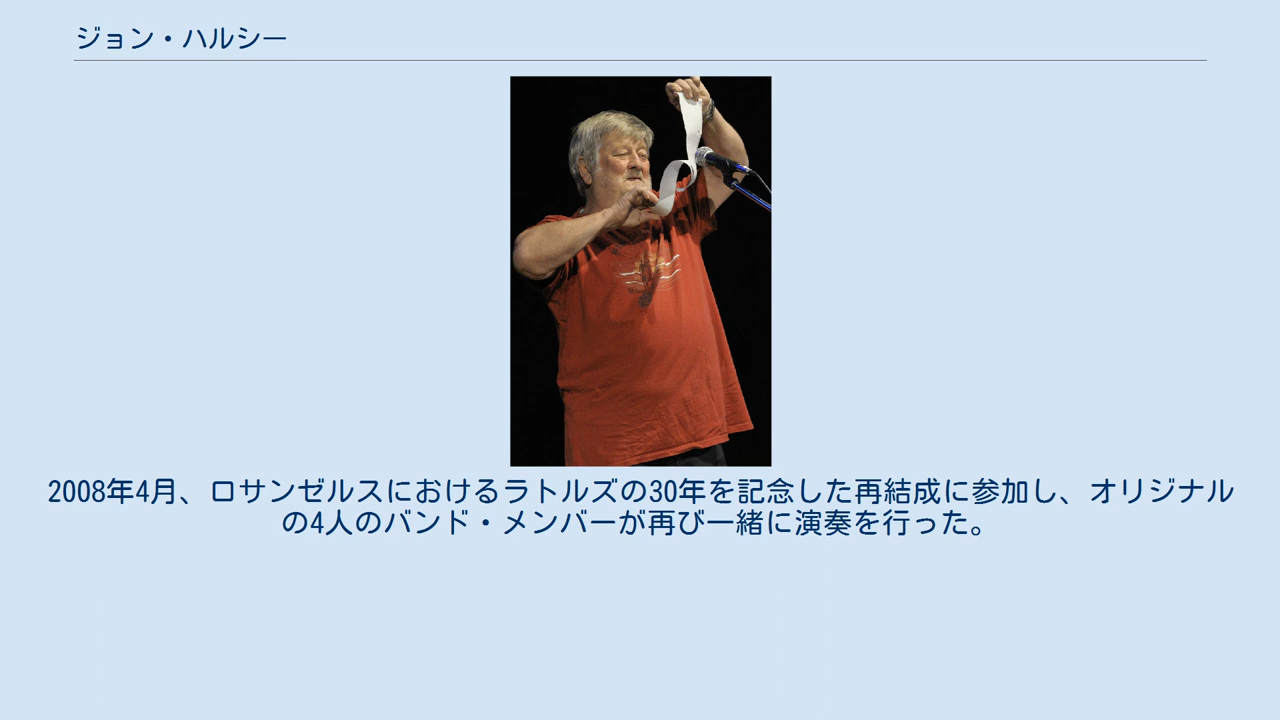 ジョン・ハルシー
2008年4月、ロサンゼルスにおけるラトルズの30年を記念した再結成に参加し、オリジナル
の4人のバンド・メンバーが再び一緒に演奏を行った。